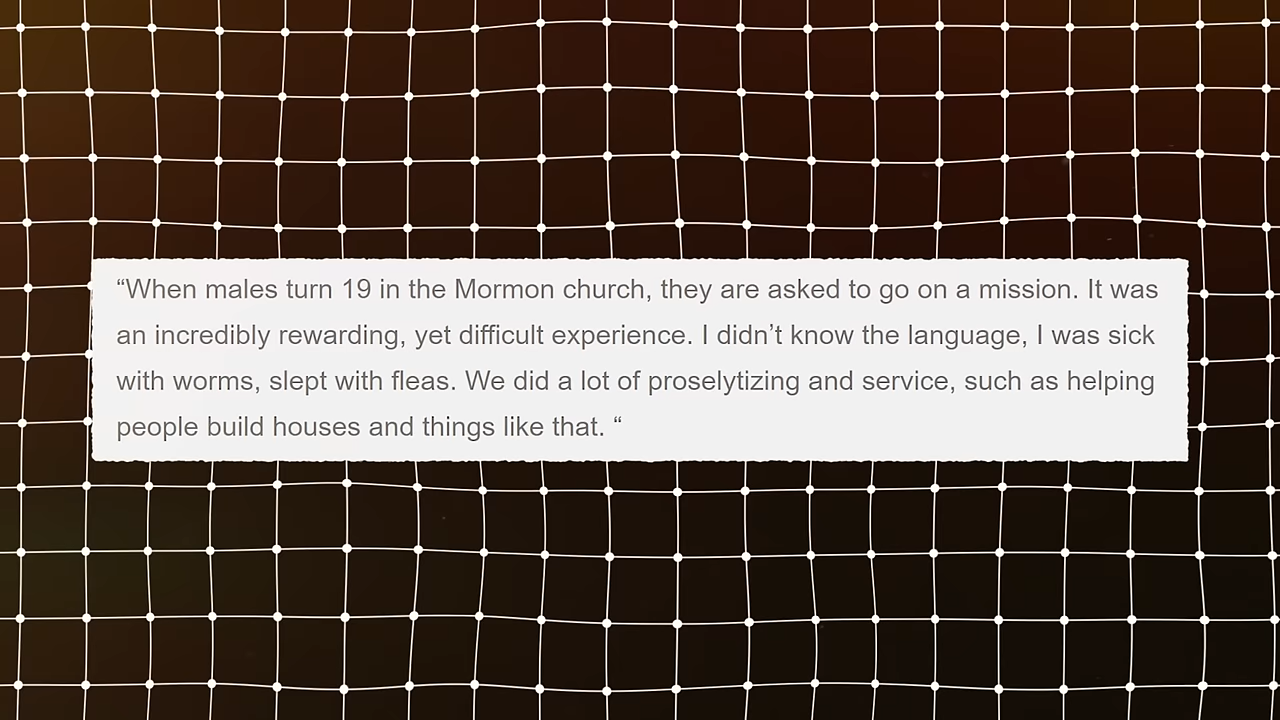 “When males turn 19 in the Mormon church, they are asked to go on a mission. It was
an incredibly rewarding, yet difficult experience. I didn’t know the language, I was sick
with worms, slept with fleas. We did a lot of proselytizing and service, such as helping
people build houses and things like that. “